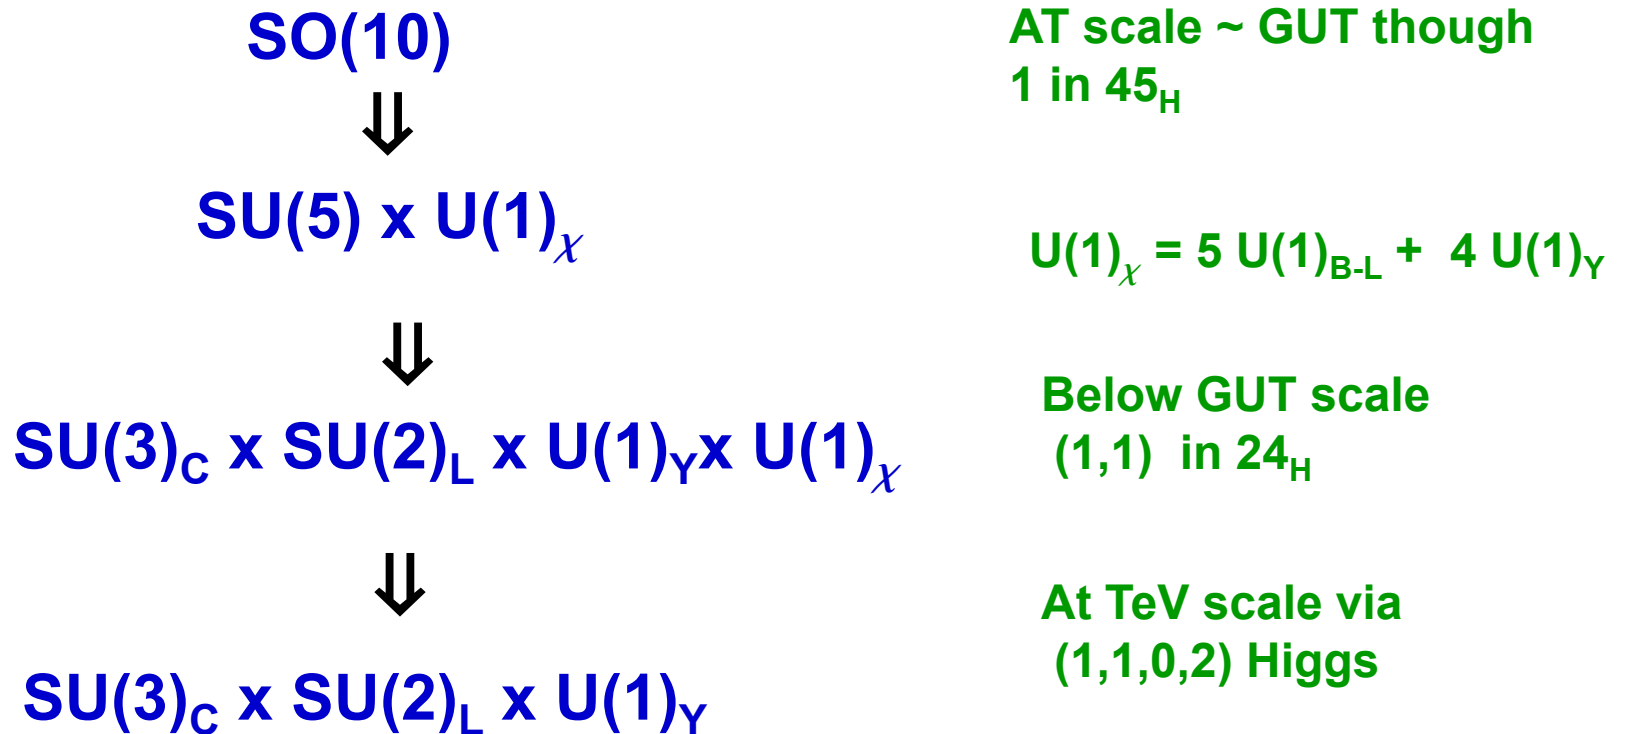 SO(10)
AT scale ~ GUT though
1 in 45H
⇓
SU(5) x U(1)χ
U(1)χ = 5 U(1)B-L + 4 U(1)Y
⇓
Below GUT scale
(1,1) in 24H
SU(3)C x SU(2)L x U(1)Yx U(1)χ
⇓
At TeV scale via
(1,1,0,2) Higgs
SU(3)C x SU(2)L x U(1)Y